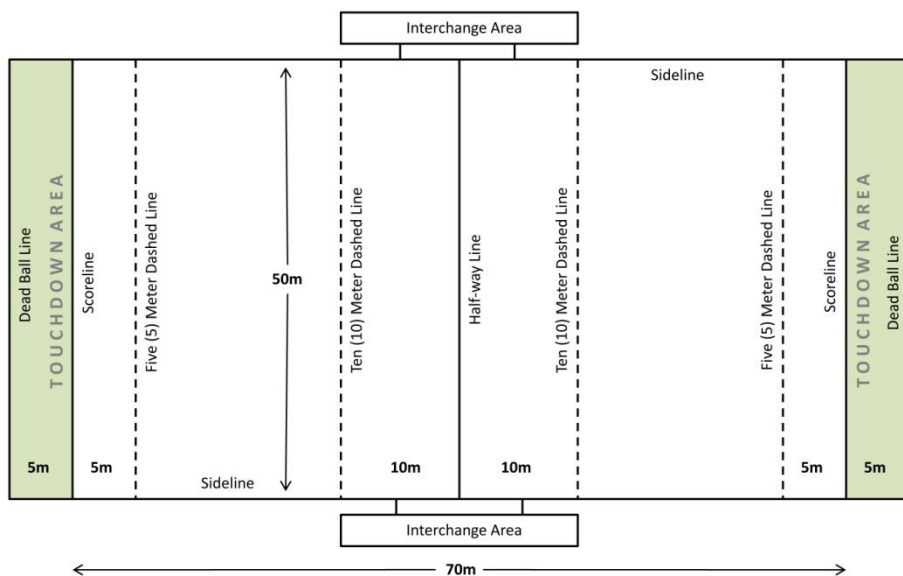 Interchange Area
Sideline
Dead Ball Line
TOUCHDOWN AREA
Scoreline
Five (5) Meter Dashed Line
50m
Ten (10) Meter Dashed Line
Half-way Line
Ten (10) Meter Dashed Line
Five (5) Meter Dashed Line
Scoreline
TOUCHDOWN AREA
Dead Ball Line
5m
5m
10m
10m
5m
5m
Sideline
Interchange Area
70m